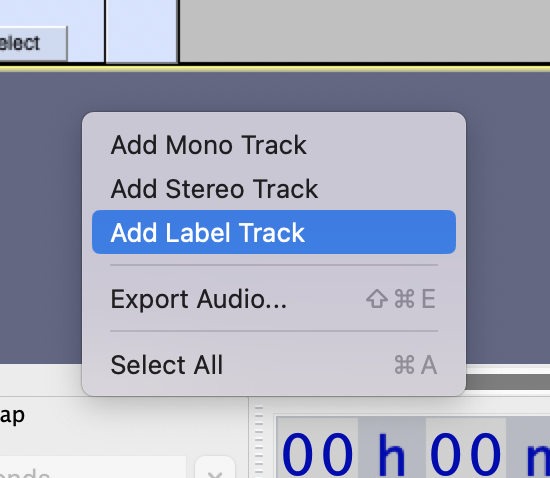 elect
Add Mono Track
Add Stereo Track
Add Label Track
Export Audio... ⇧⌘E
Select All ⌘A
ap
onds
00 h 00 m